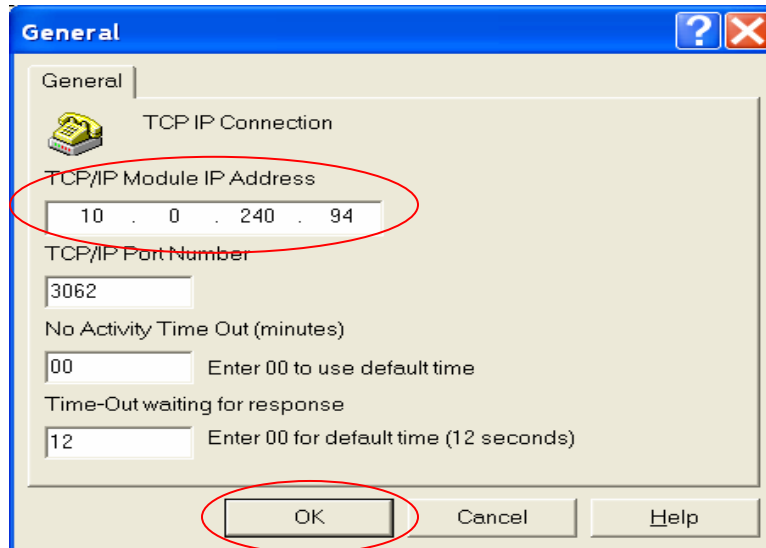 General
General
TCP IP Connection
TCP/IP Module IP Address
10 . 0 . 240 . 94
TCP/IP Port Number
3062
No Activity Time Out (minutes)
00 Enter 00 to use default time
Time-Out waiting for response
12 Enter 00 for default time (12 seconds)
OK Cancel Help